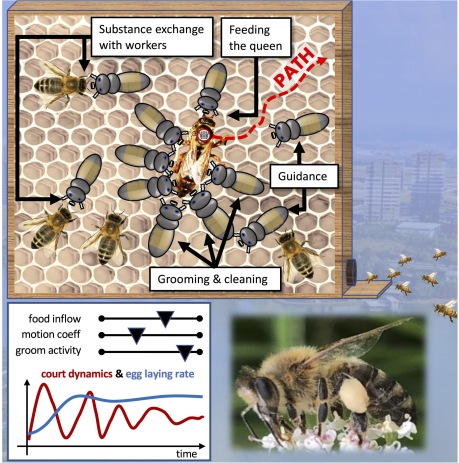 Substance exchange
with workers
Feeding
the queen
PATH
Guidance
Grooming & cleaning
food inflow
motion coeff
groom activity
court dynamics & egg laying rate
time